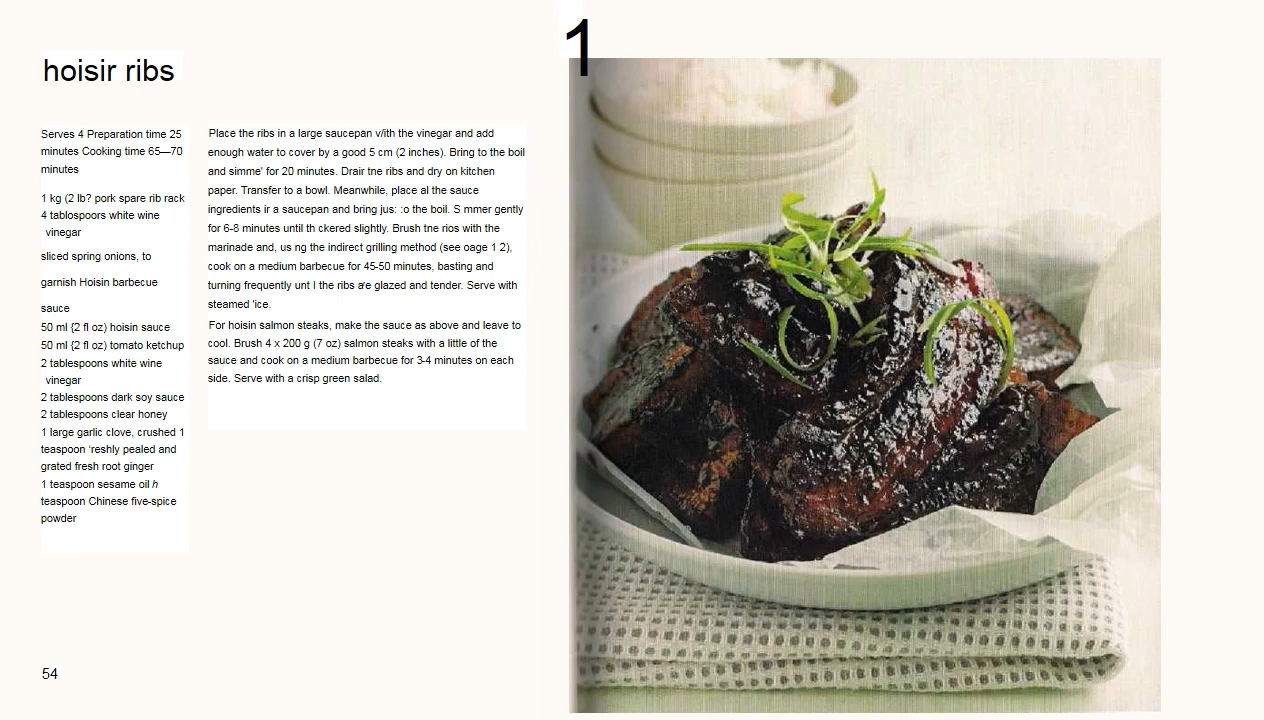 1
hoisir ribs
Serves 4 Preparation time 25
minutes Cooking time 65—70
minutes
1 kg (2 lb? pork spare rib rack
4 tablospoors white wine
vinegar
sliced spring onions, to
garnish Hoisin barbecue
sauce
50 ml {2 fl oz) hoisin sauce
50 ml {2 fl oz) tomato ketchup
2 tablespoons white wine
vinegar
2 tablespoons dark soy sauce
2 tablespoons clear honey
1 large garlic clove, crushed 1
teaspoon ‘reshly pealed and
grated fresh root ginger
1 teaspoon sesame oil h
teaspoon Chinese five-spice
powder
Place the ribs in a large saucepan v/ith the vinegar and add
enough water to cover by a good 5 cm (2 inches). Bring to the boil
and simme' for 20 minutes. Drair tne ribs and dry on kitchen
paper. Transfer to a bowl. Meanwhile, place al the sauce
ingredients ir a saucepan and bring jus: :o the boil. S mmer gently
for 6-8 minutes until th ckered slightly. Brush tne rios with the
marinade and, us ng the indirect grilling method (see oage 1 2),
cook on a medium barbecue for 45-50 minutes, basting and
turning frequently unt l the ribs a'e glazed and tender. Serve with
steamed 'ice.
For hoisin salmon steaks, make the sauce as above and leave to
cool. Brush 4 x 200 g (7 oz) salmon steaks with a little of the
sauce and cook on a medium barbecue for 3-4 minutes on each
side. Serve with a crisp green salad.
54